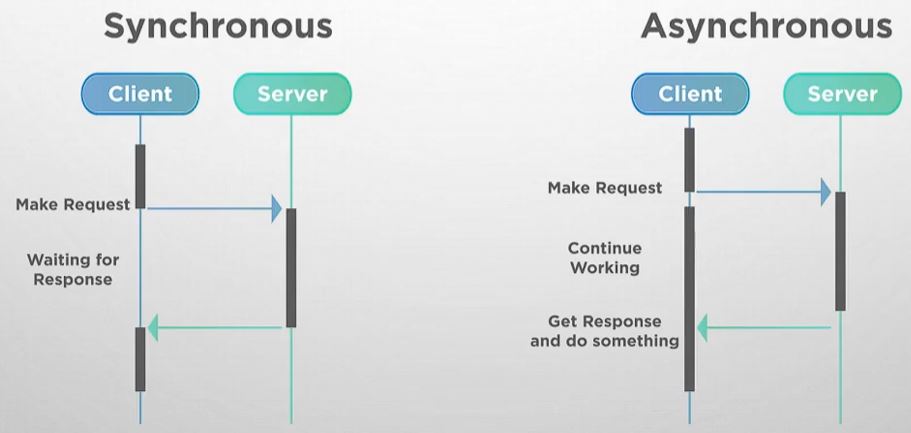 Synchronous
Client
Server
Make Request
Waiting for
Response
Asynchronous
Client
Server
Make Request
Continue
Working
Get Response
and do something